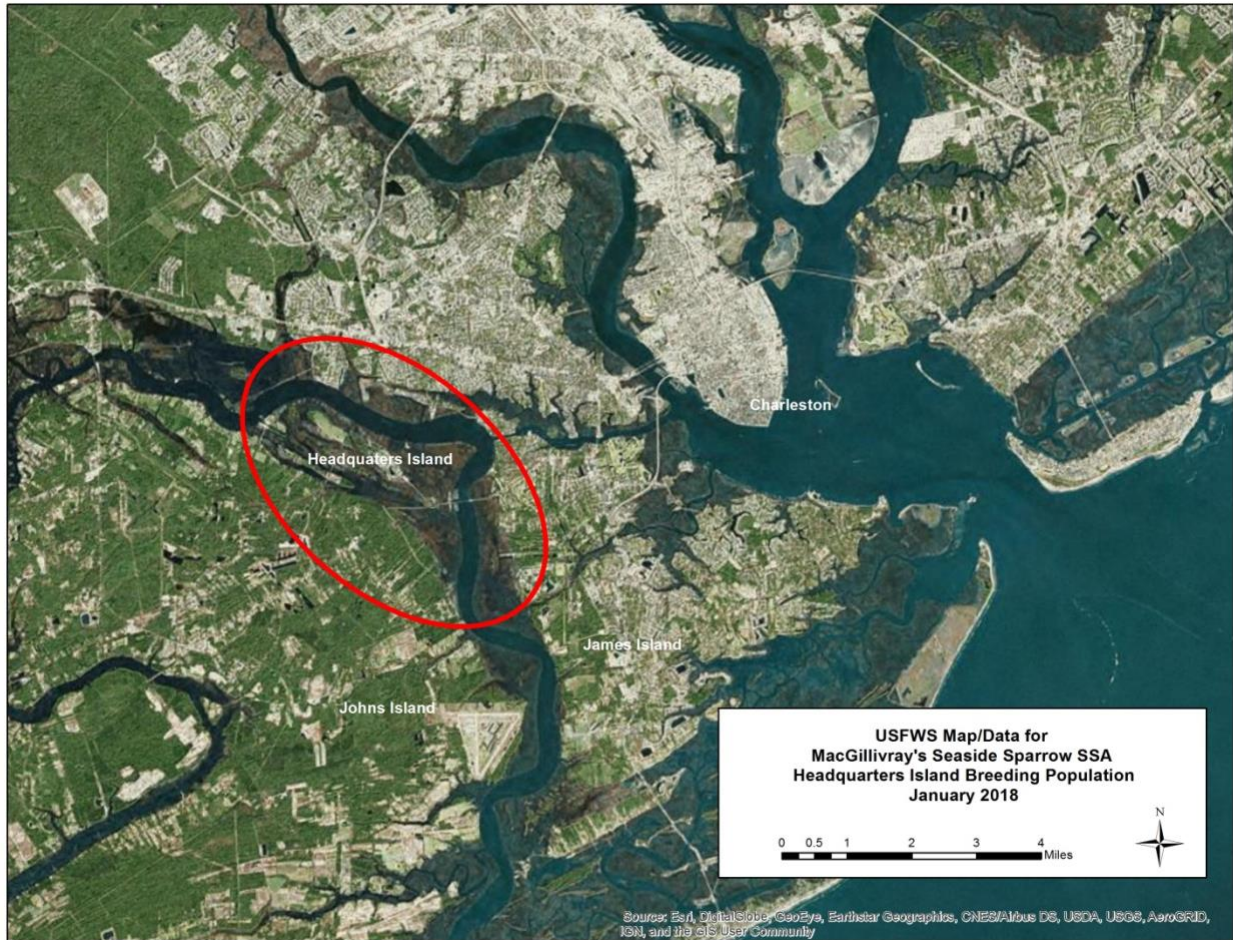 Charleston
Headquaters Island
James Island
Johns Island
USFWS Map/Data for
MacGillivray's Seaside Sparrow SSA
Headquarters Island Breeding Population
January 2018
N
0 0.5 1 2 3 4
Miles
Source: Esri, DigitalGlobe, GeoEye, Earthstar Geographics, CNES/Airbus DS, USDA, USGS, AeroGRID,
IGN, and the GIS User Community